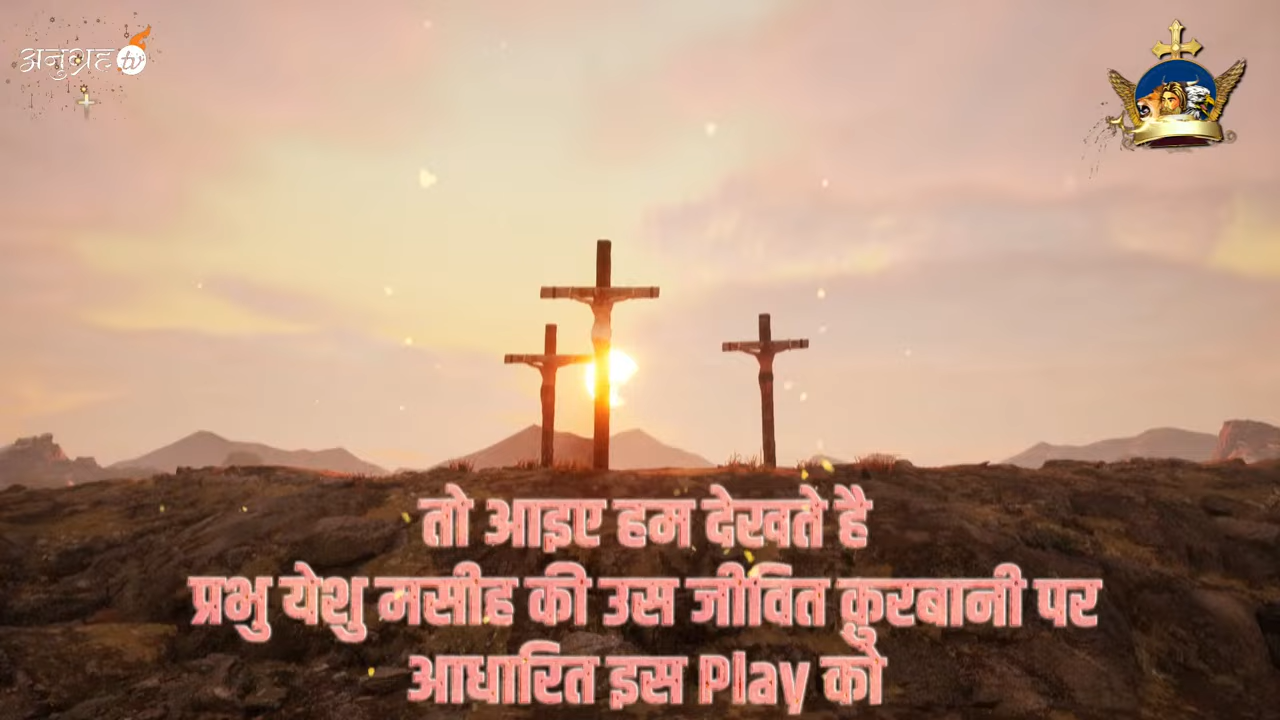 अनुग्रह tv
तो आइए हम देखते है
प्रभु येशु मसीह की उस जीवित क़ुरबानी पर
आधारित इस Play को